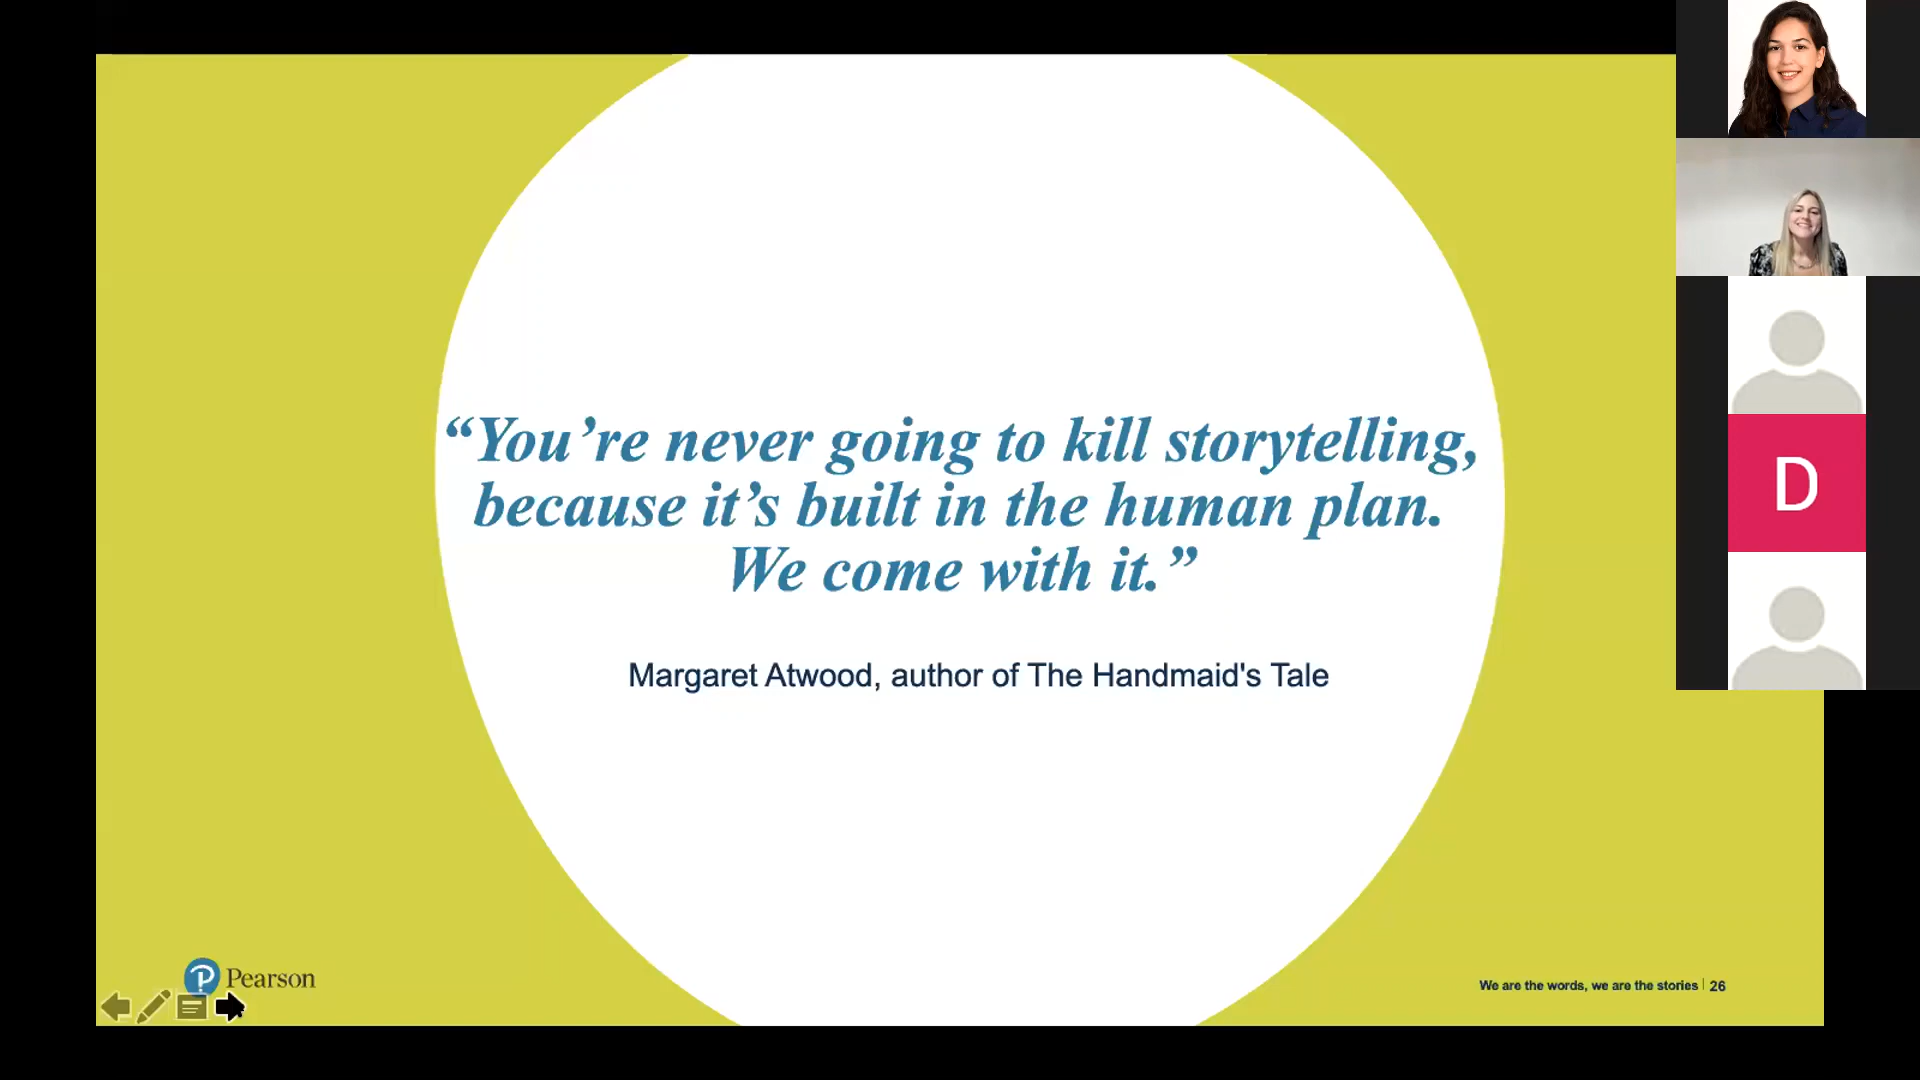 “You’re never going to kill storytelling,
because it’s built in the human plan.
We come with it.”
Margaret Atwood, author of The Handmaid's Tale
D
Pearson
We are the words, we are the stories | 26